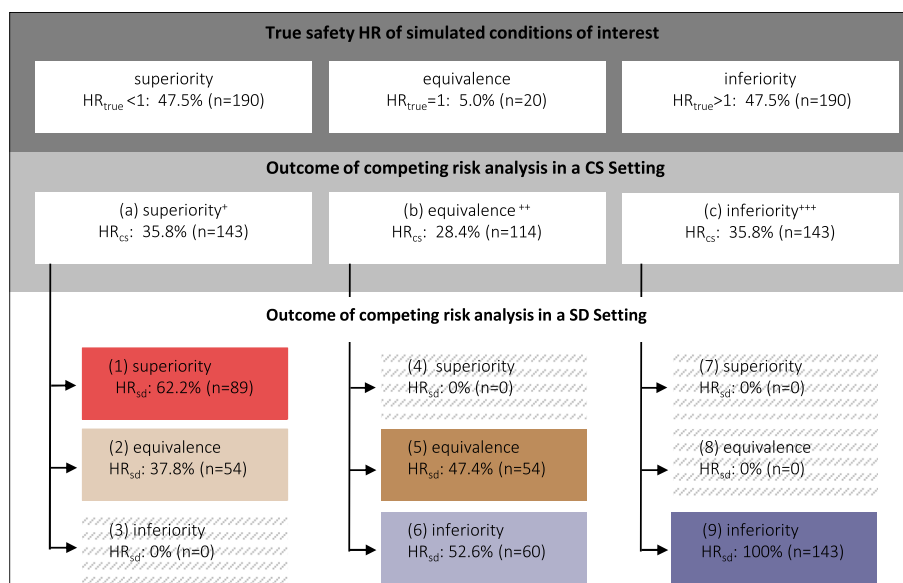 True safety HR of simulated conditions of interest
superiority
HRtrue <1: 47.5% (n=190)
equivalence
HRtrue=1: 5.0% (n=20)
inferiority
HRtrue>1: 47.5% (n=190)
Outcome of competing risk analysis in a CS Setting
(a) superiority+
HRcs: 35.8% (n=143)
(b) equivalence ++
HRcs: 28.4% (n=114)
(c) inferiority+++
HRcs: 35.8% (n=143)
Outcome of competing risk analysis in a SD Setting
(1) superiority
HRsd: 62.2% (n=89)
(2) equivalence
HRsd: 37.8% (n=54)
(3) inferiority
HRsd: 0% (n=0)
(4) superiority
HRsd: 0% (n=0)
(5) equivalence
HRsd: 47.4% (n=54)
(6) inferiority
HRsd: 52.6% (n=60)
(7) superiority
HRsd: 0% (n=0)
(8) equivalence
HRsd: 0% (n=0)
(9) inferiority
HRsd: 100% (n=143)